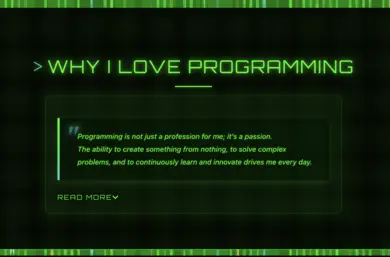 > WHY I LOVE PROGRAMMING
"Programming is not just a profession for me; it's a passion.
The ability to create something from nothing, to solve complex
problems, and to continuously learn and innovate drives me every day.
READ MORE